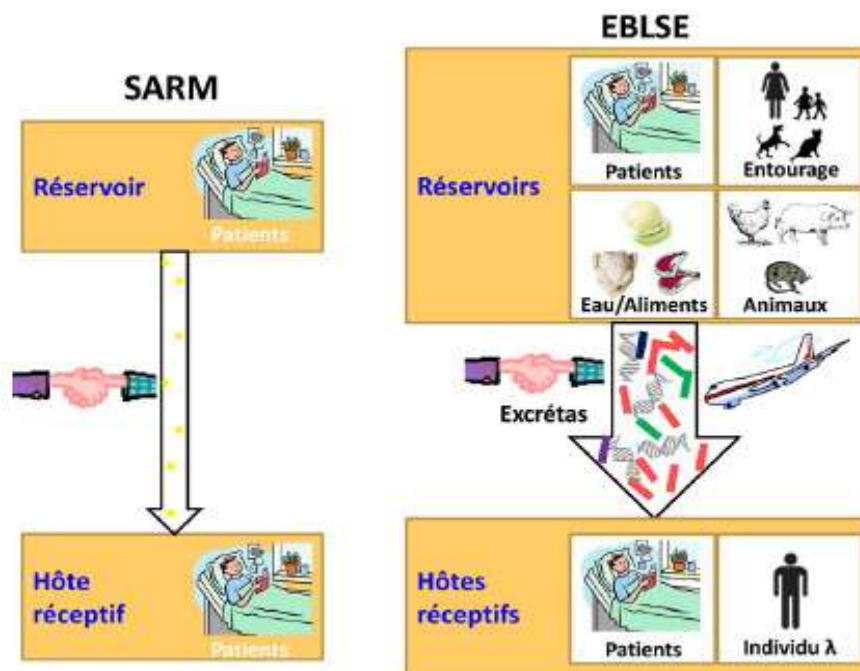 SARM
Réservoir
Patients
Hôte
réceptif
Patients
EBLSE
Réservoirs
Patients
Entourage
Eau/Aliments
Animaux
Excrétas
Hôtes
réceptifs
Patients
Individu λ